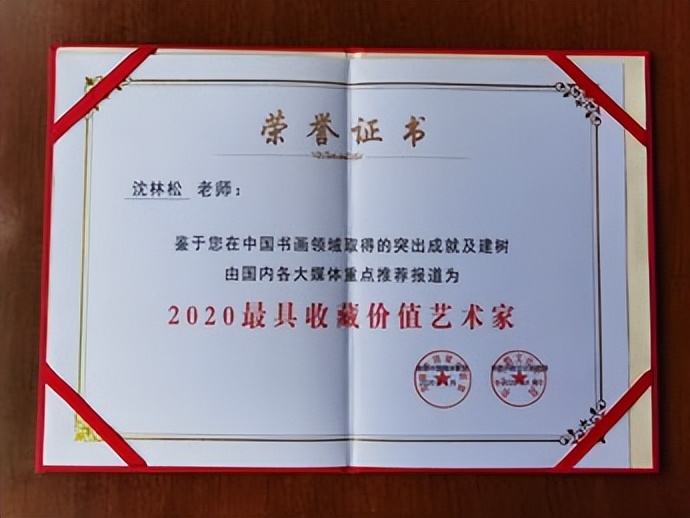 荣誉证书
沈林松 老师：
鉴于您在中国书画领域取得的突出成就及建树
由国内各大媒体重点推荐报道为
2020最具收藏价值艺术家